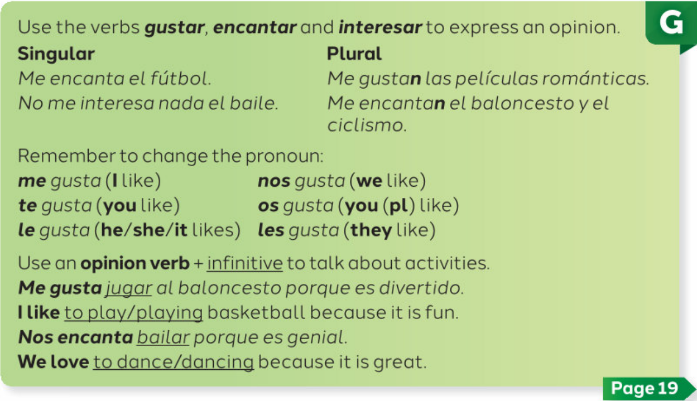 Use the verbs gustar, encantar and interesar to express an opinion.
G
Singular Plural
Me encanta el fútbol. Me gustan las películas románticas.
No me interesa nada el baile. Me encantan el baloncesto y el
ciclismo.
Remember to change the pronoun:
me gusta (I like) nos gusta (we like)
te gusta (you like) os gusta (you (pl) like)
le gusta (he/she/it likes) les gusta (they like)
Use an opinion verb + infinitive to talk about activities.
Me gusta jugar al baloncesto porque es divertido.
I like to play/playing basketball because it is fun.
Nos encanta bailar porque es genial.
We love to dance/dancing because it is great.
Page 19